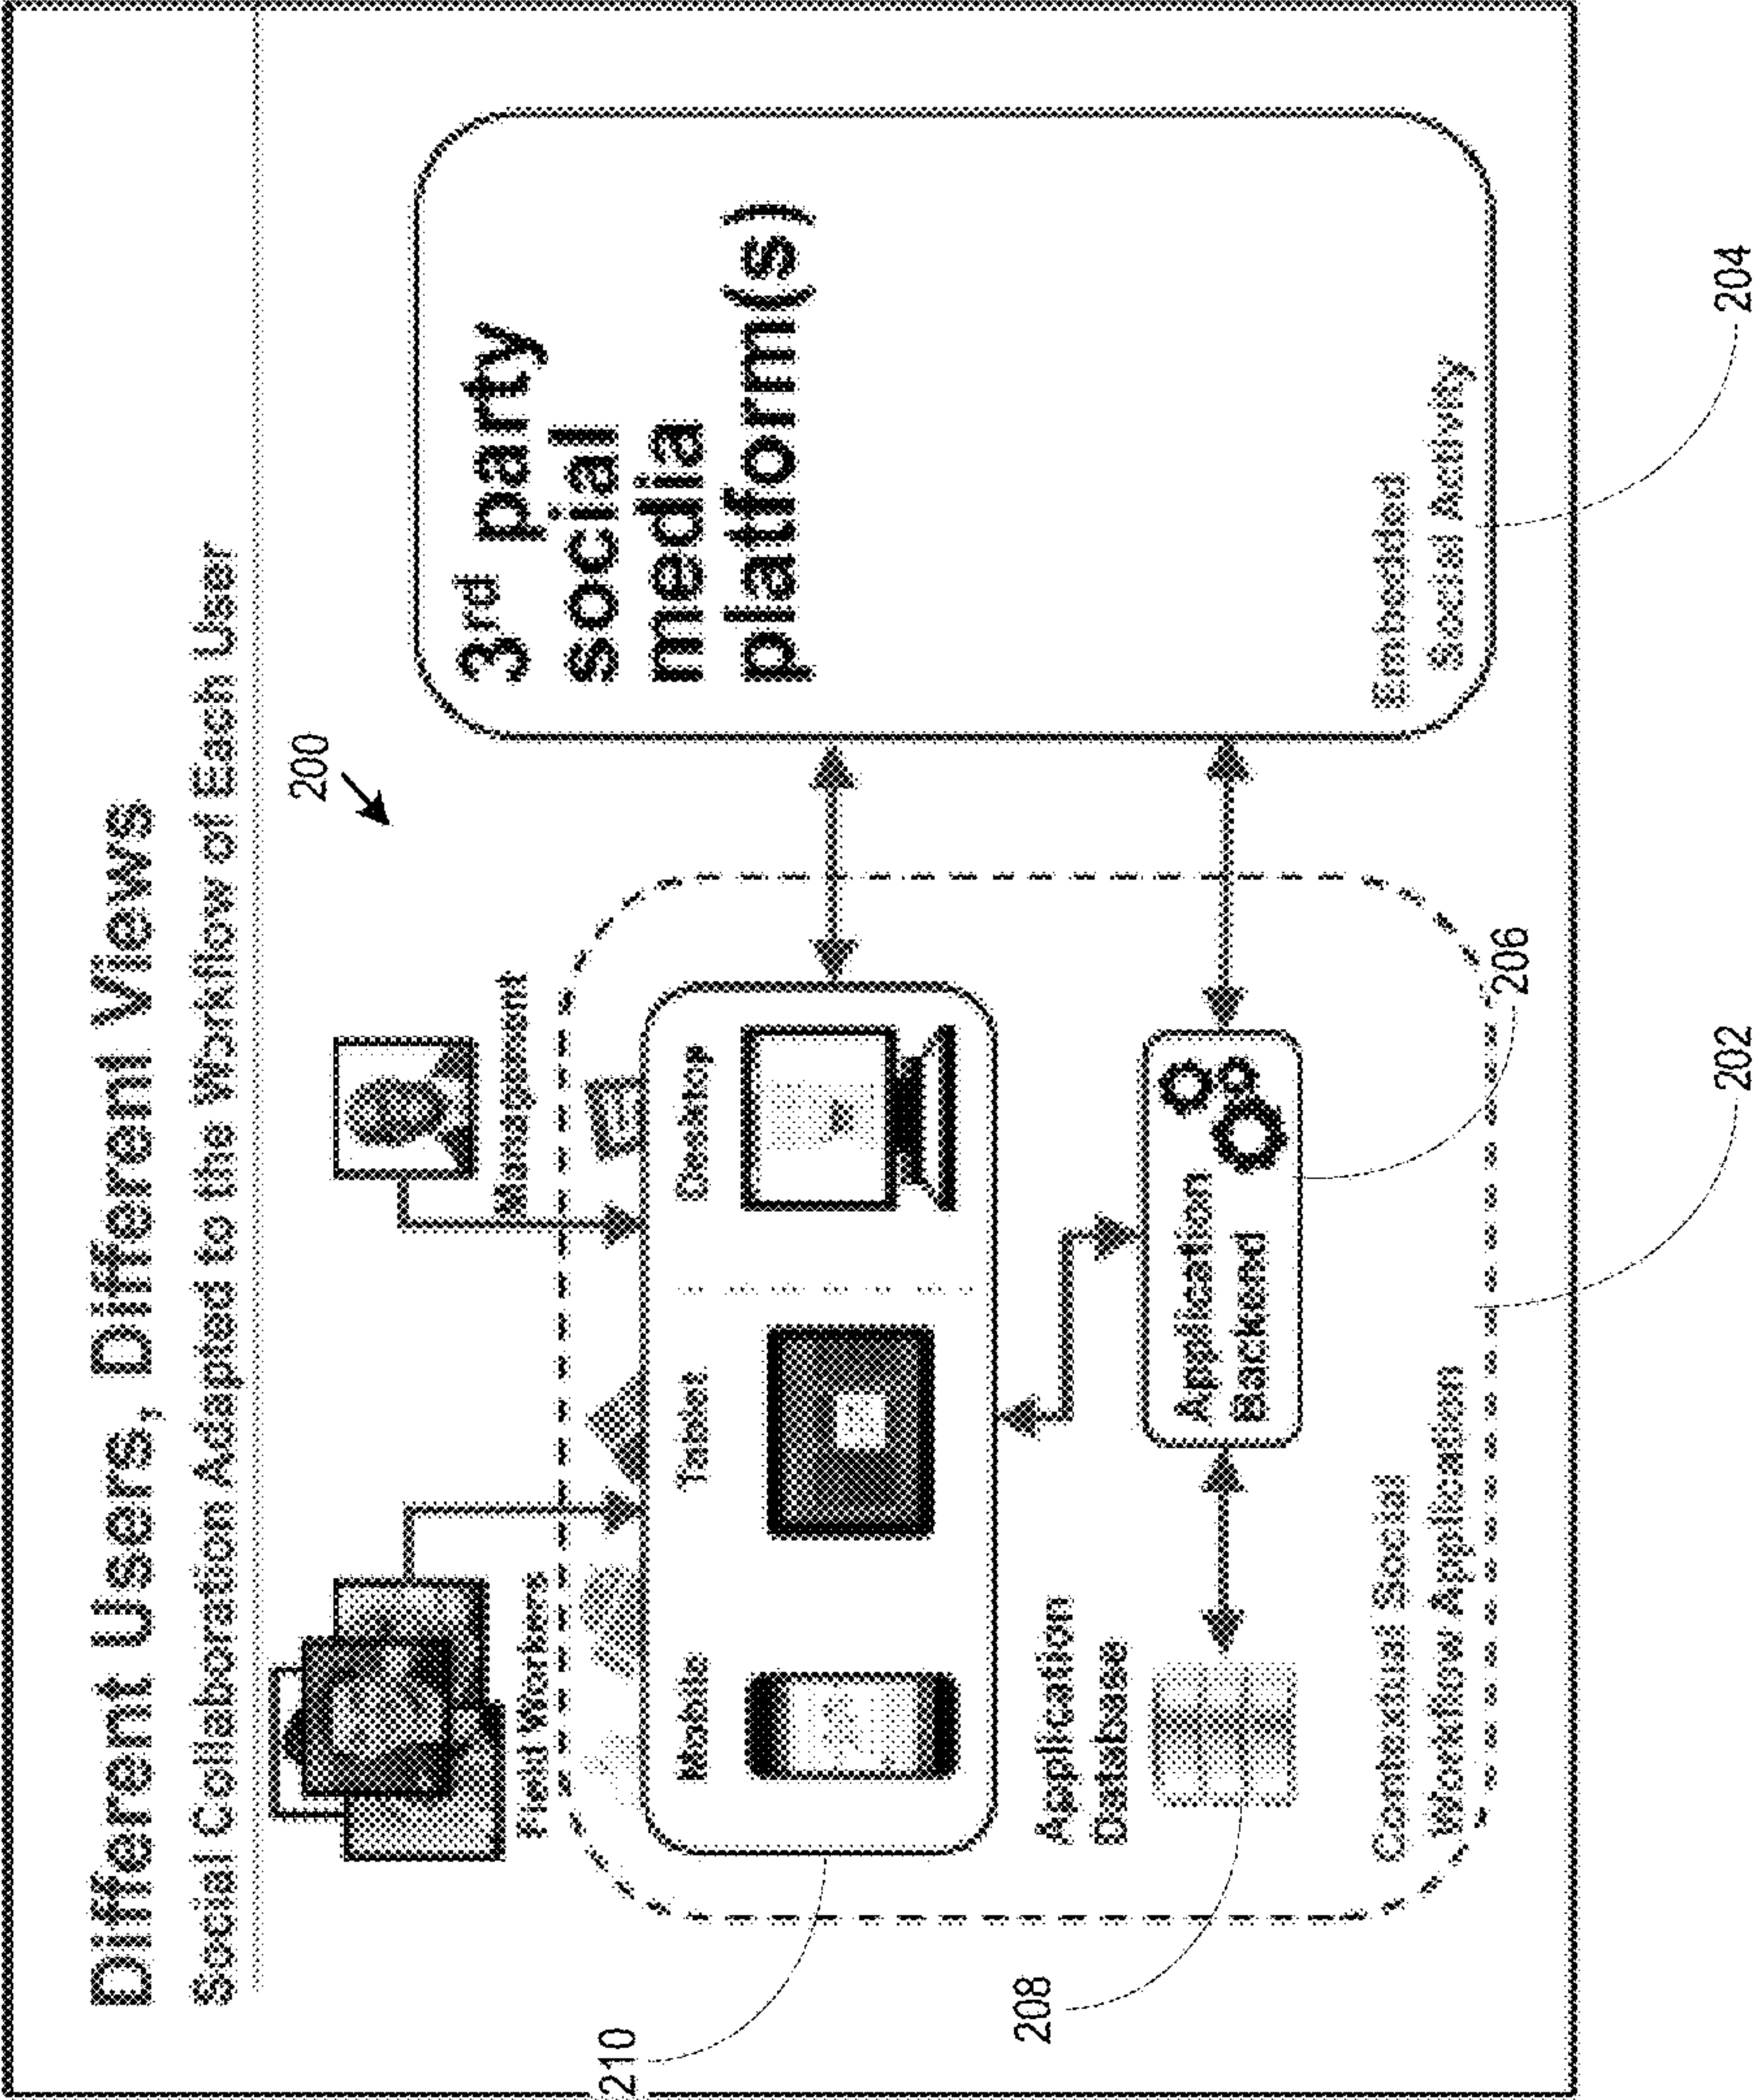 Different Users, Different Views
Social Collaboration Adapted to the Workflow of Each User
200
Field Workers
Management
Mobile
Tablet
Desktop
210
3rd party
social
media
platform(s)
Application
Database
208
Application
Backend
206
Contextual Social
Workflow Application
202
Embedded
Social Activity
204